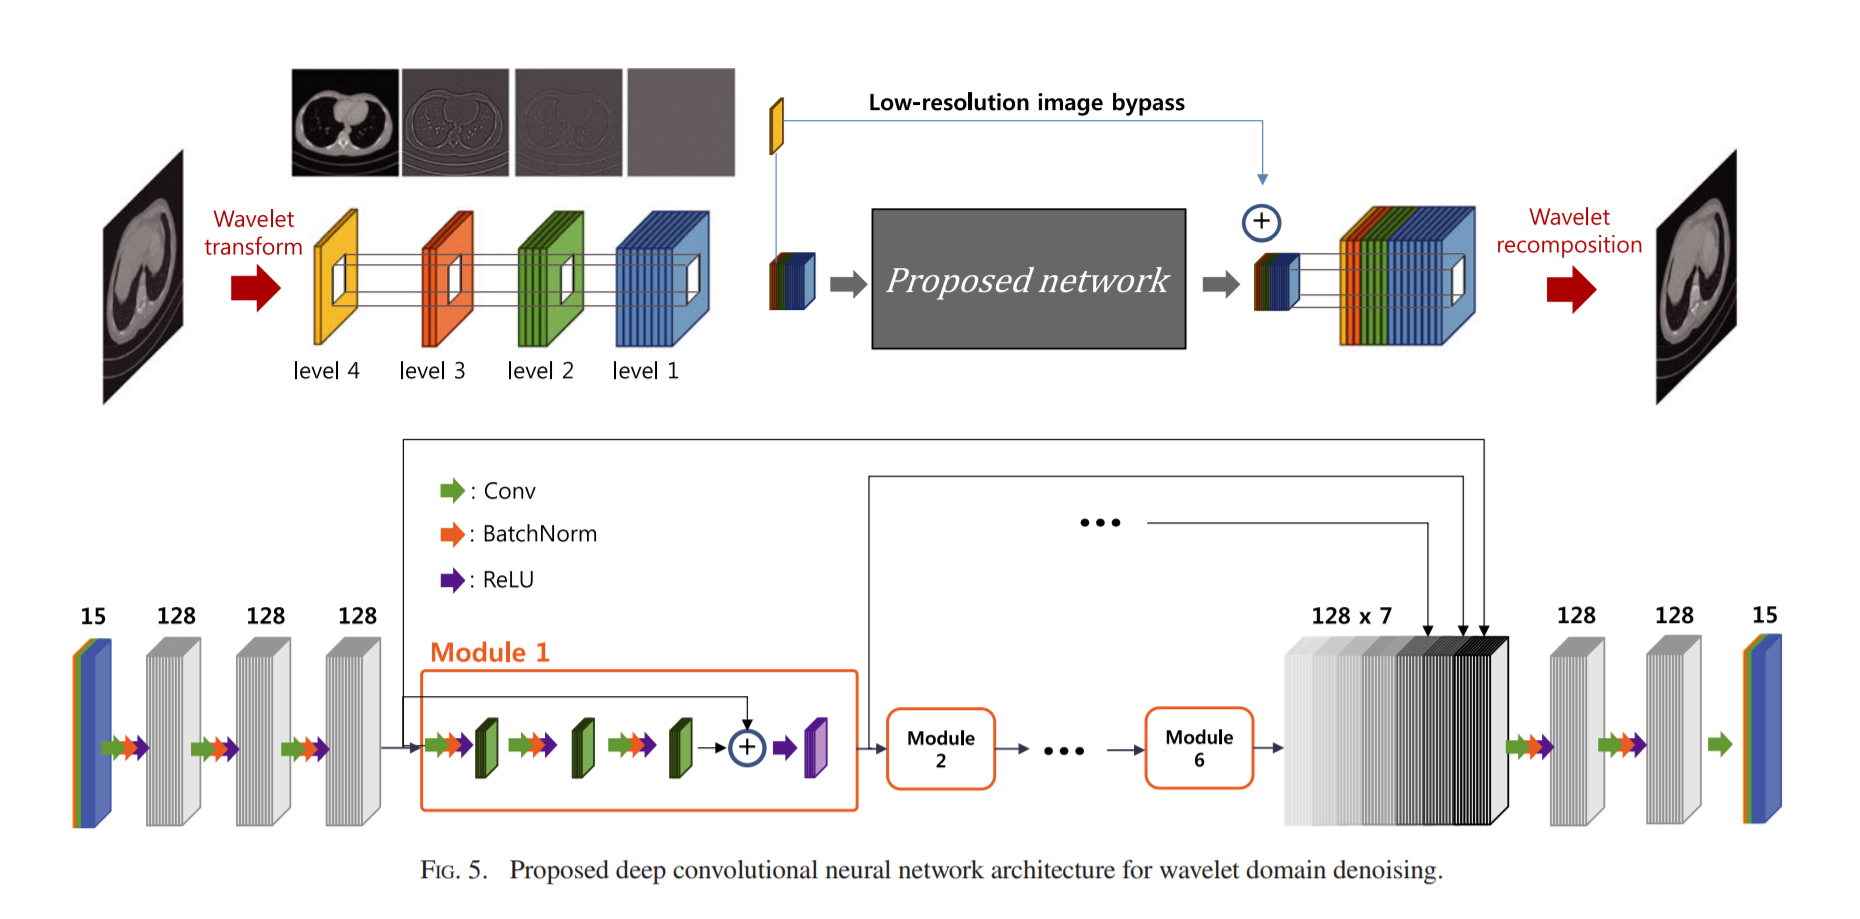 Low-resolution image bypass
Wavelet
transform
level 4
level 3
level 2
level 1
Proposed network
+
Wavelet
recomposition
: Conv
: BatchNorm
: ReLU
15
128
128
128
Module 1
+
Module
2
Module
6
128 x 7
128
128
15
FIG. 5. Proposed deep convolutional neural network architecture for wavelet domain denoising.